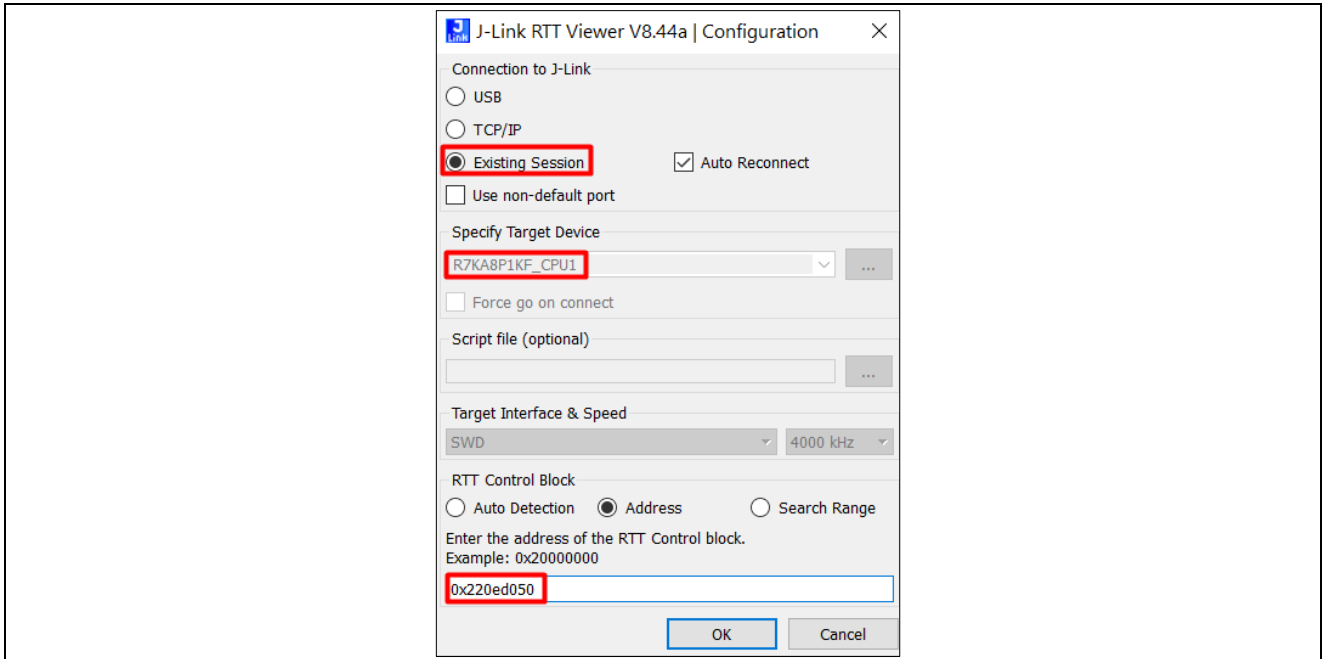 J-Link RTT Viewer V8.44a | Configuration
Connection to J-Link
USB
TCP/IP
Existing Session Auto Reconnect
Use non-default port
Specify Target Device
R7KA8P1KF_CPU1 ...
Force go on connect
Script file (optional)
...
Target Interface & Speed
SWD 4000 kHz
RTT Control Block
Auto Detection Address Search Range
Enter the address of the RTT Control block.
Example: 0x20000000
0x220ed050
OK Cancel